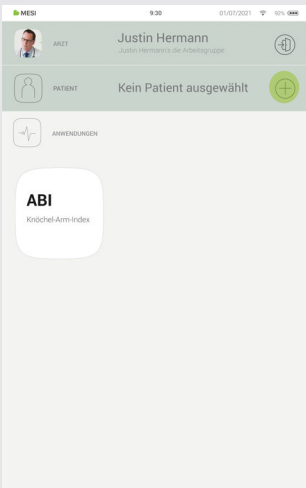 MESI 9:30 01/07/2021 92%
ARZT Justin Hermann
Justin Hermann's die Arbeitsgruppe
PATIENT Kein Patient ausgewählt
ANWENDUNGEN
ABI
Knöchel-Arm-Index